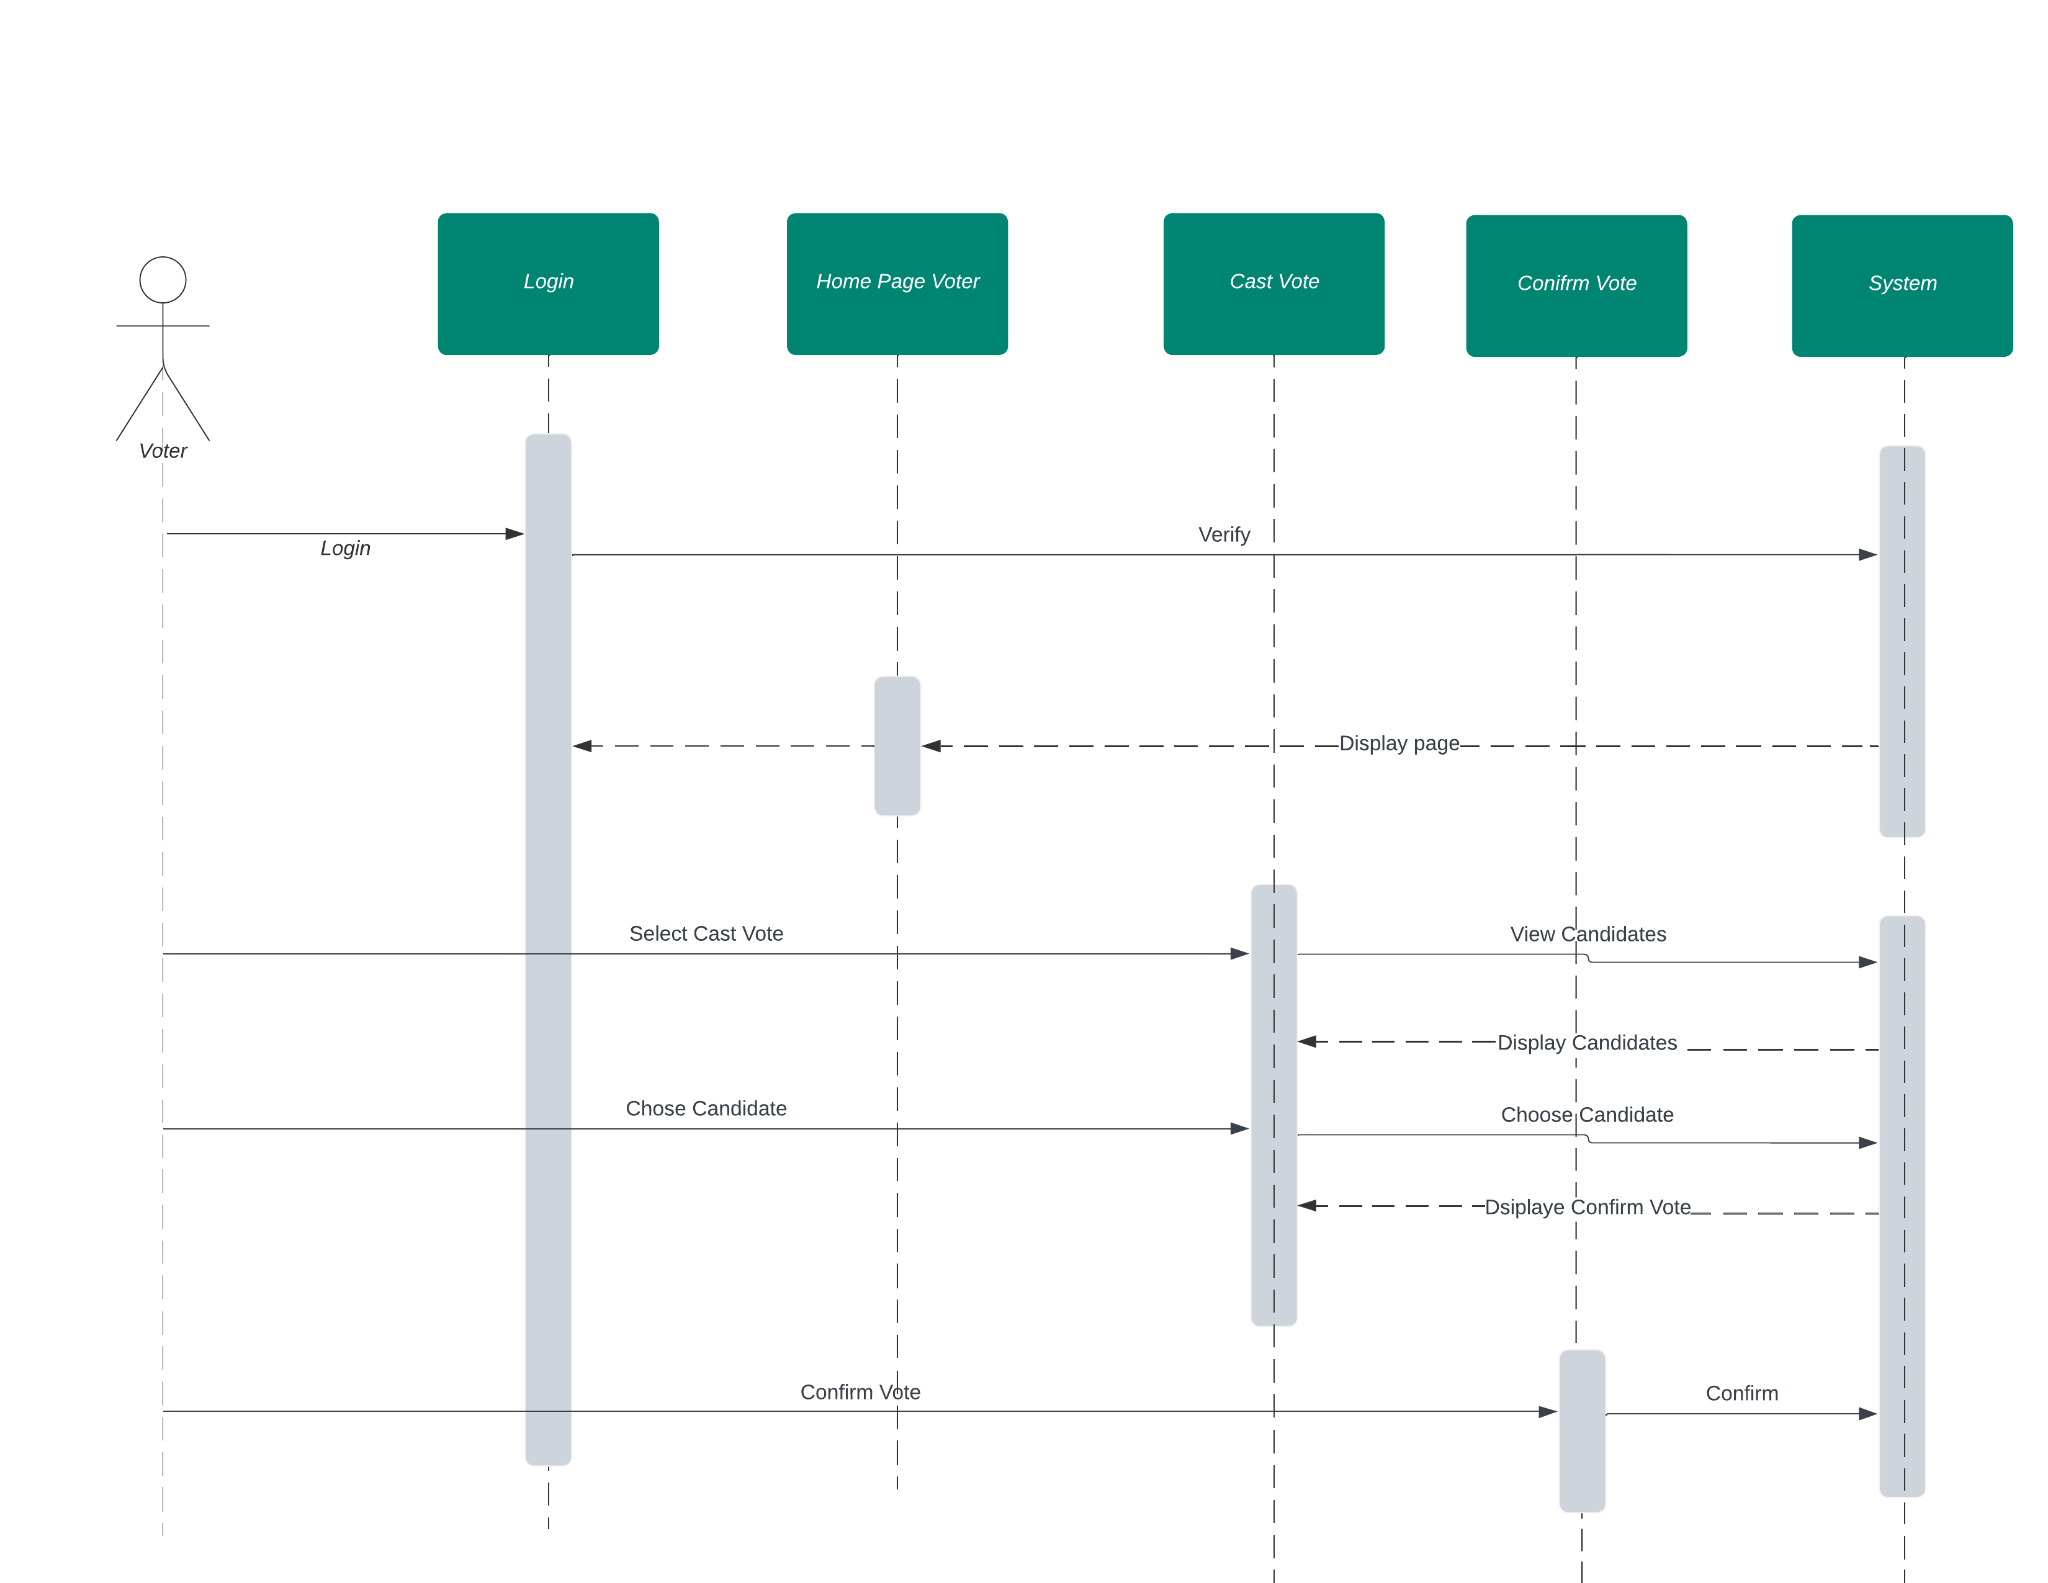 Login
Home Page Voter
Cast Vote
Conifrm Vote
System
Voter
Login
Verify
Display page
Select Cast Vote
View Candidates
Display Candidates
Chose Candidate
Choose Candidate
Dsiplaye Confirm Vote
Confirm Vote
Confirm